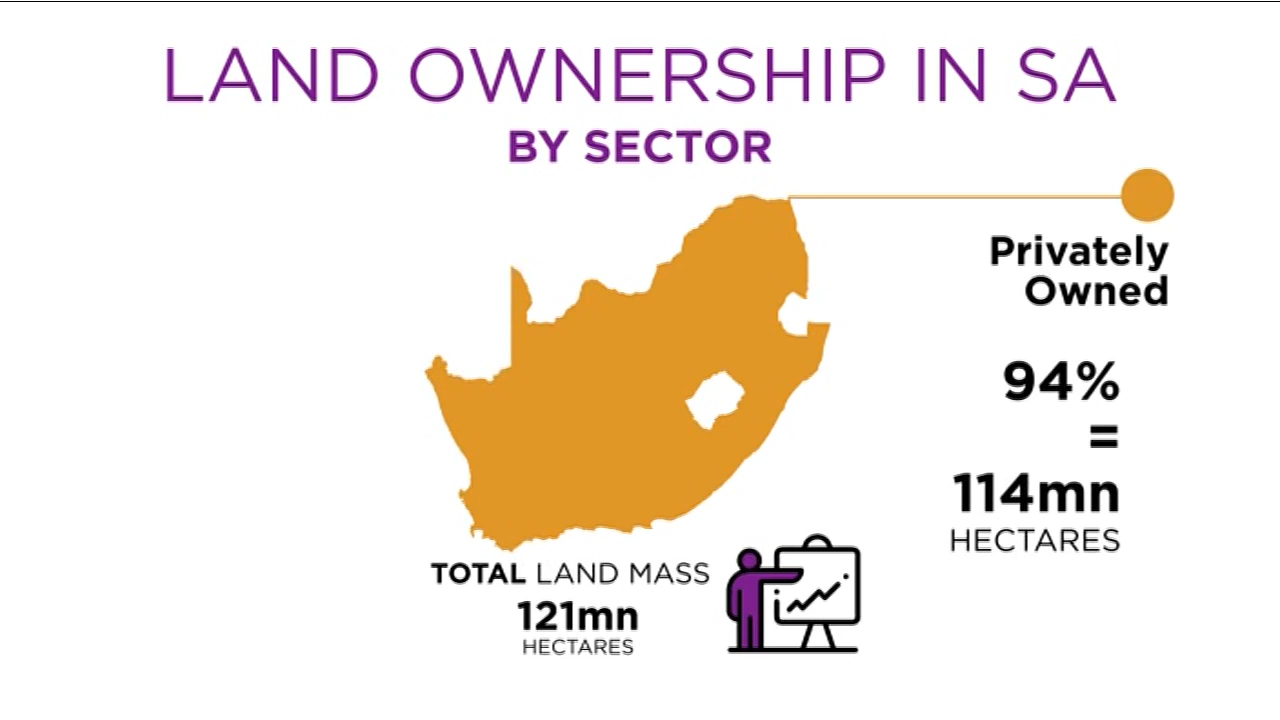 LAND OWNERSHIP IN SA
BY SECTOR
Privately
Owned
94%
=
114mn
HECTARES
TOTAL LAND MASS
121mn
HECTARES